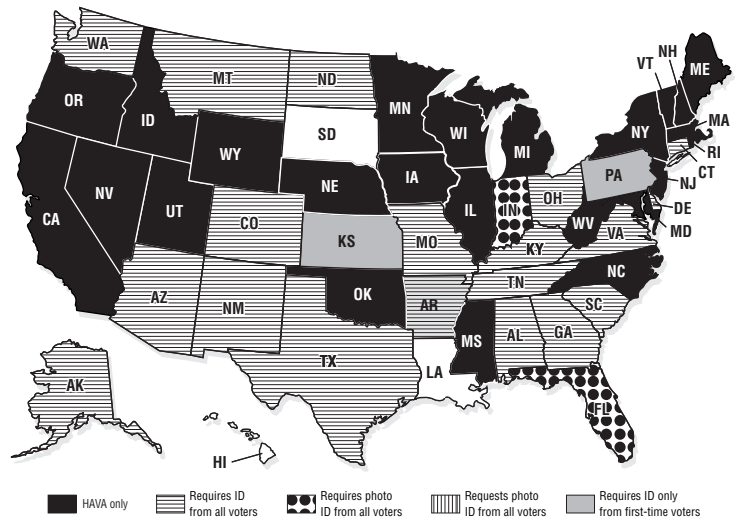 WA
MT
ND
MN
VT
NH
ME
OR
ID
SD
WI
NY
MA
WY
MI
RI
CT
NV
NE
IA
PA
NJ
CA
UT
CO
IL
IN
OH
DE
MD
KS
MO
WV
VA
KY
AZ
NM
OK
AR
TN
NC
SC
MS
AL
GA
TX
LA
AK
FL
HI
HAVA only
Requires ID
from all voters
Requires photo
ID from all voters
Requests photo
ID from all voters
Requires ID only
from first-time voters